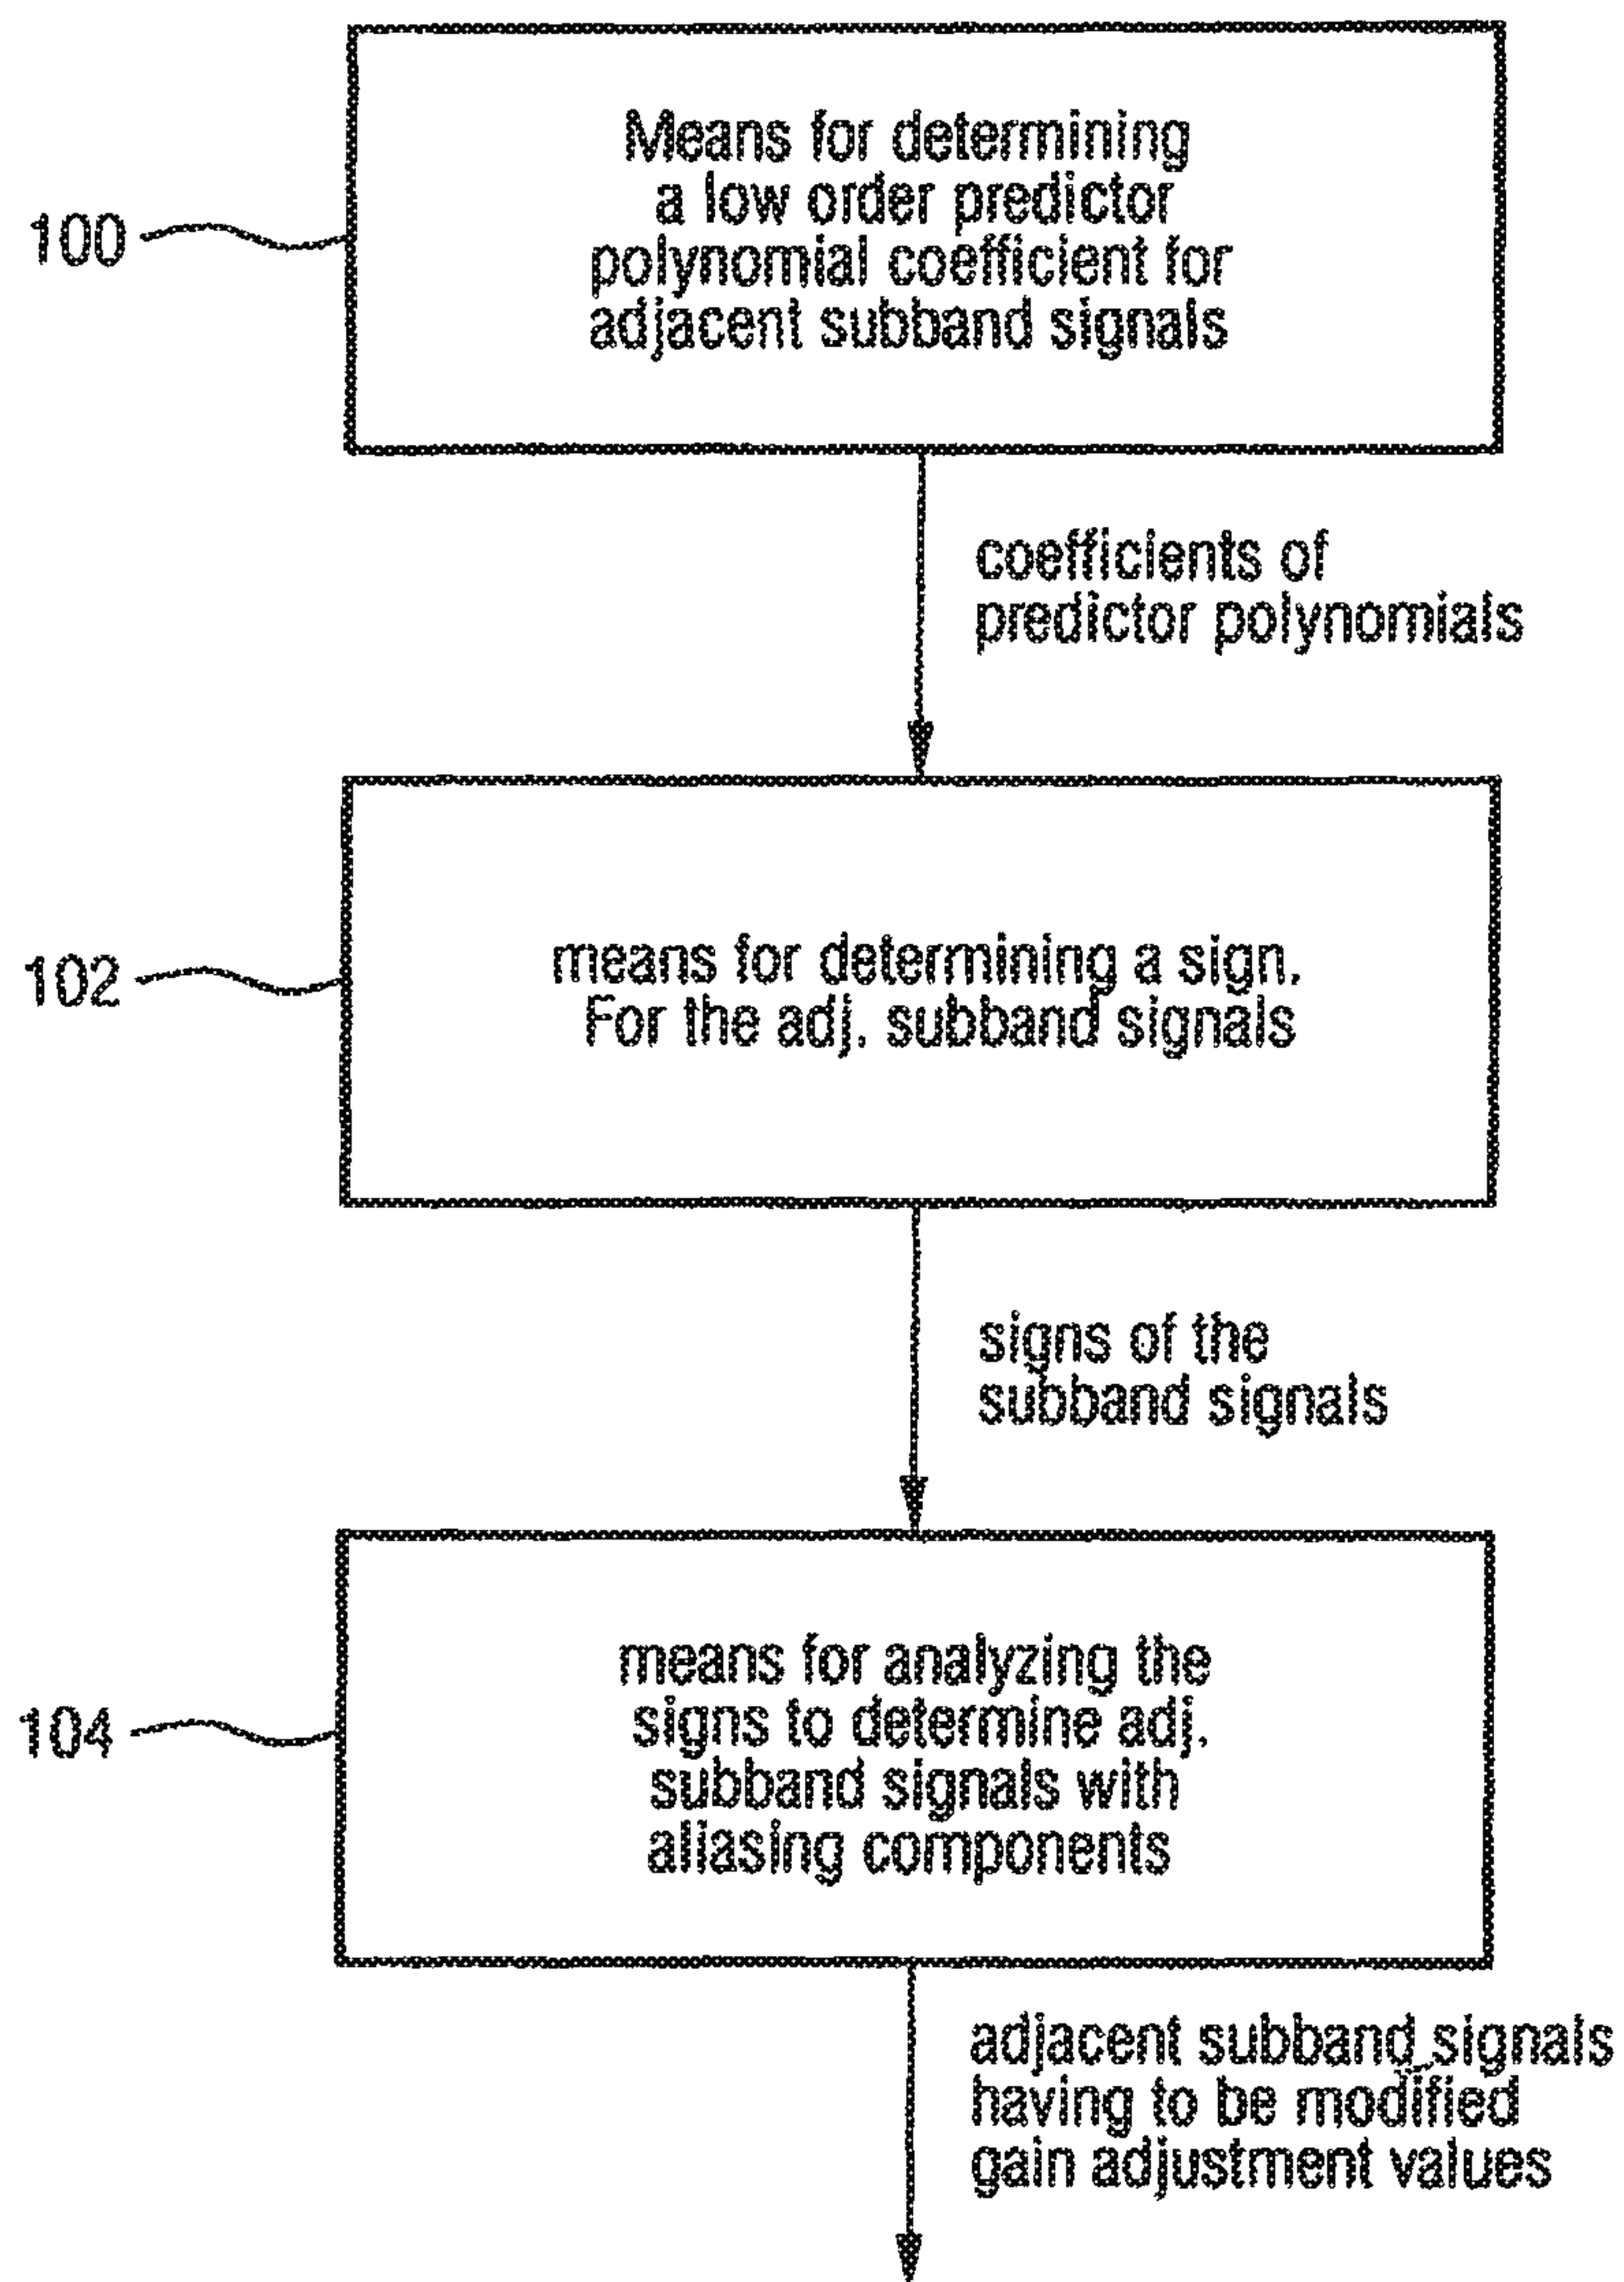 100
Means for determining
a low order predictor
polynomial coefficient for
adjacent subband signals
coefficients of
predictor polynomials
102
means for determining a sign.
For the adj. subband signals
signs of the
subband signals
104
means for analyzing the
signs to determine adj.
subband signals with
aliasing components
adjacent subband signals
having to be modified
gain adjustment values